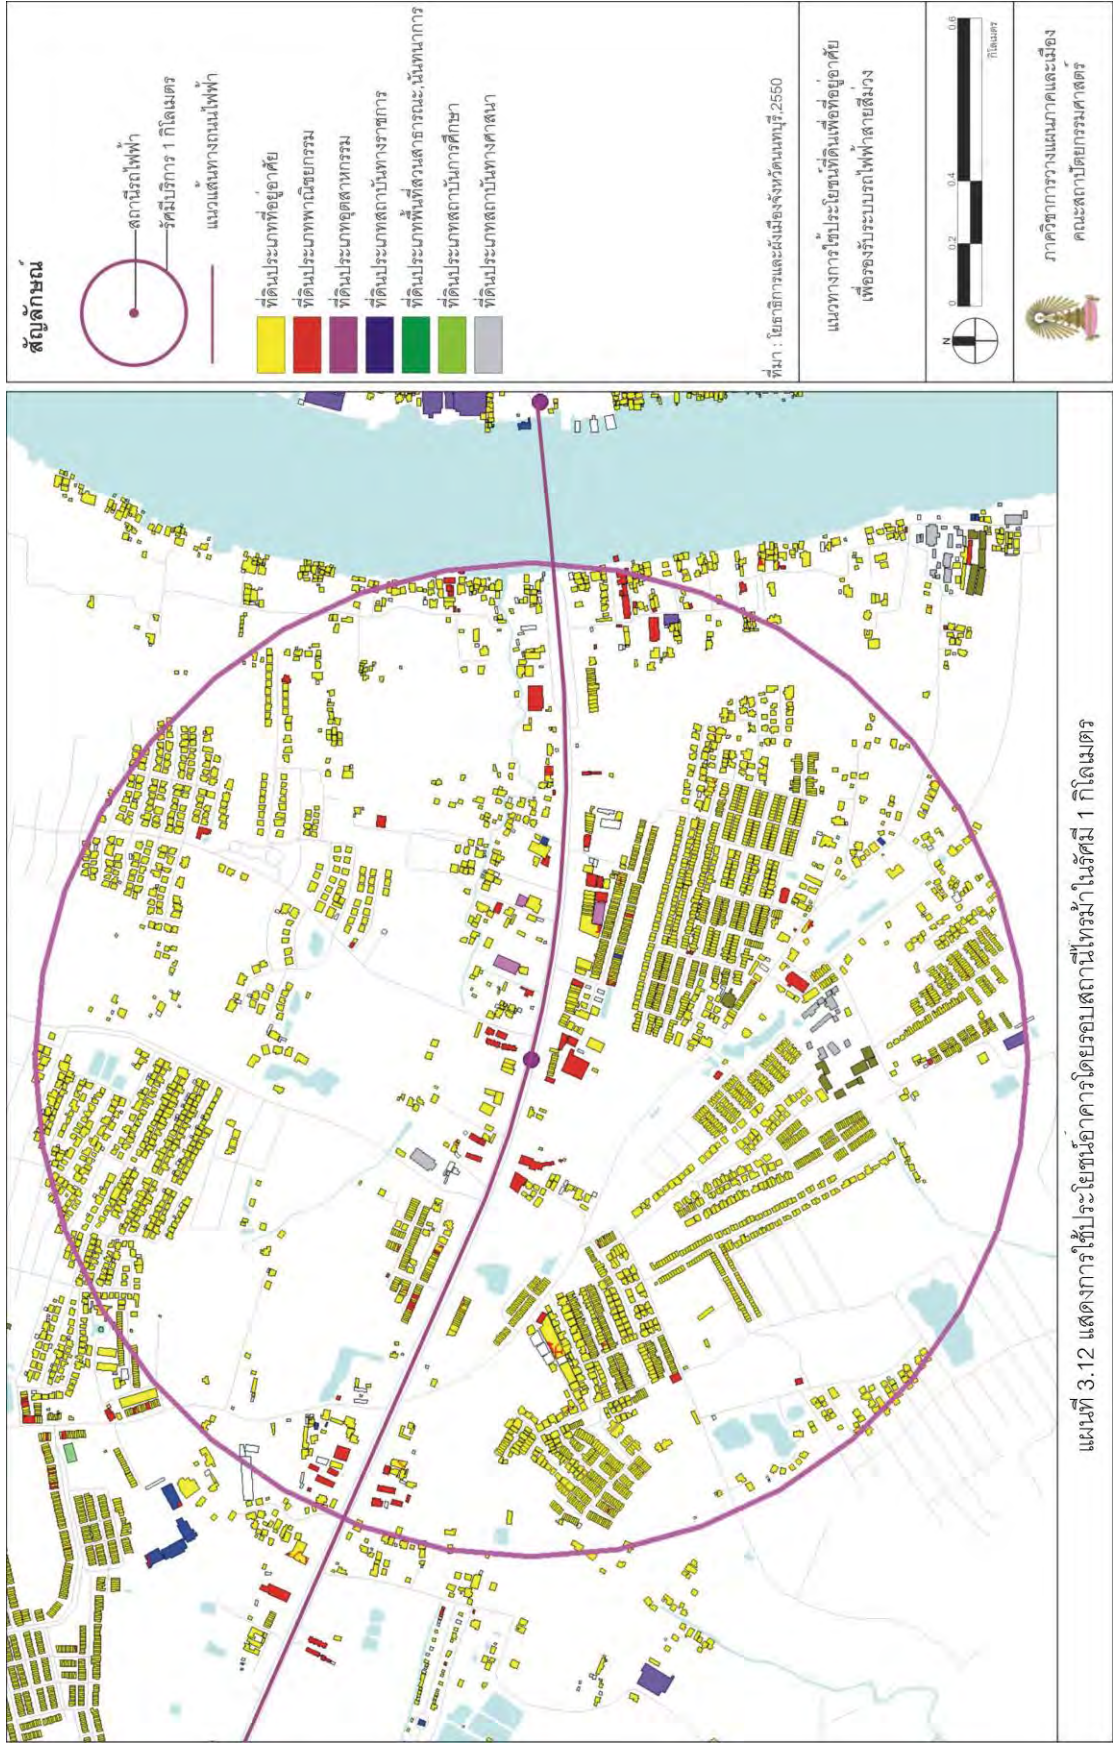 สัญลักษณ์
สถานีรถไฟฟ้า
รัศมีบริการ 1 กิโลเมตร
แนวเส้นทางถนนไฟฟ้า
ที่ดินประเภทที่อยู่อาศัย
ที่ดินประเภทพาณิชยกรรม
ที่ดินประเภทอุตสาหกรรม
ที่ดินประเภทสถาบันทางราชการ
ที่ดินประเภทพื้นที่สวนสาธารณะ,นันทนาการ
ที่ดินประเภทสถาบันการศึกษา
ที่ดินประเภทสถาบันทางศาสนา
ที่มา : โยธาธิการและผังเมืองจังหวัดนนทบุรี,2550
แนวทางการใช้ประโยชน์ที่ดินเพื่อที่อยู่อาศัย
เพื่อรองรับระบบรถไฟฟ้าสายสีม่วง
N
0 0.2 0.4 0.6
กิโลเมตร
ภาควิชาการวางแผนภาคและเมือง
คณะสถาปัตยกรรมศาสตร์
แผนที่ 3.12 แสดงการใช้ประโยชน์อาคารโดยรอบสถานีไทรม้าในรัศมี 1 กิโลเมตร